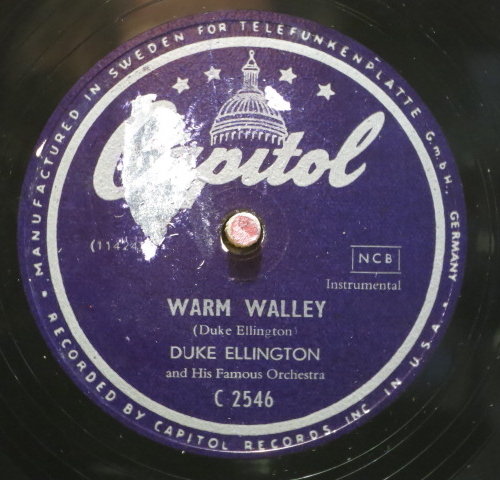 MANUFACTURED IN SWEDEN FOR TELEFUNKENPLATTE G.m.b.H., GERMANY
Capitol
NCB
Instrumental
WARM WALLEY
(Duke Ellington)
DUKE ELLINGTON
and His Famous Orchestra
C 2546
RECORDED BY CAPITOL RECORDS, INC. IN U.S.A.